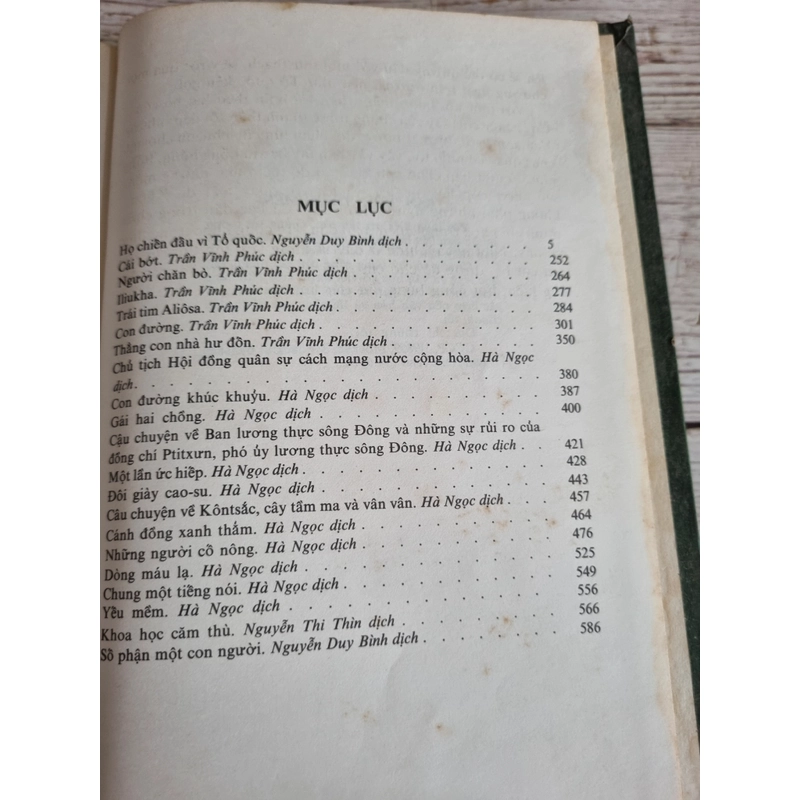 MỤC LỤC
Họ chiến đấu vì Tổ quốc. Nguyễn Duy Bình dịch . . . . . . . . 5
Cái bớt. Trần Vĩnh Phúc dịch . . . . . . . . . . . 252
Người chăn bò. Trần Vĩnh Phúc dịch . . . . . . . . . 264
Iliukha. Trần Vĩnh Phúc dịch . . . . . . . . . . . 277
Trái tim Aliôsa. Trần Vĩnh Phúc dịch . . . . . . . . . 284
Con đường. Trần Vĩnh Phúc dịch . . . . . . . . . . 301
Thằng con nhà hư đốn. Trần Vĩnh Phúc dịch . . . . . . . 350
Chủ tịch Hội đồng quân sự cách mạng nước cộng hòa. Hà Ngọc
dịch . . . . . . . . . . . . . . . . . 380
Con đường khúc khuỷu. Hà Ngọc dịch . . . . . . . . 387
Gái hai chồng. Hà Ngọc dịch . . . . . . . . . . 400
Câu chuyện về Ban lương thực sông Đông và những sự rủi ro của
đồng chí Ptitxưn, phó ủy lương thực sông Đông. Hà Ngọc dịch . . . 421
Một lần ức hiếp. Hà Ngọc dịch . . . . . . . . . . 428
Đôi giày cao-su. Hà Ngọc dịch . . . . . . . . . . 443
Câu chuyện về Kôntsắc, cây tầm ma và vân vân. Hà Ngọc dịch . . . 457
Cánh đồng xanh thắm. Hà Ngọc dịch . . . . . . . . 464
Những người cố nông. Hà Ngọc dịch . . . . . . . . 476
Dòng máu lạ. Hà Ngọc dịch . . . . . . . . . . 525
Chung một tiếng nói. Hà Ngọc dịch . . . . . . . . . 549
Yếu mềm. Hà Ngọc dịch . . . . . . . . . . . 556
Khoa học căm thù. Nguyễn Thi Thìn dịch . . . . . . . 566
Số phận một con người. Nguyễn Duy Bình dịch . . . . . . 586